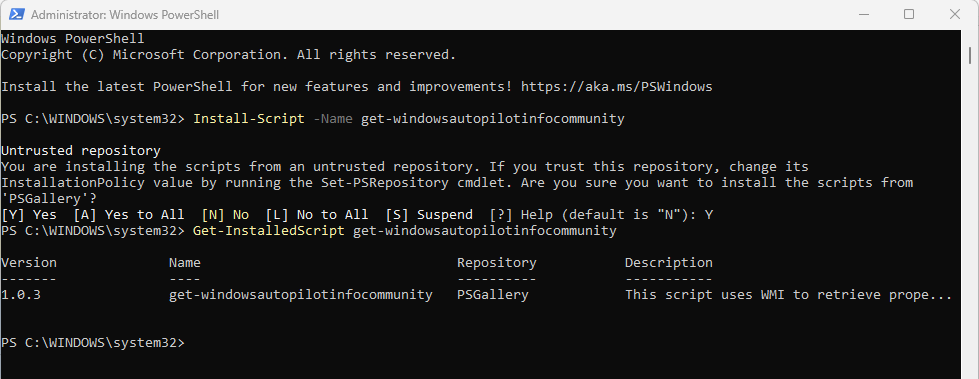 Administrator: Windows PowerShell
Windows PowerShell
Copyright (C) Microsoft Corporation. All rights reserved.
Install the latest PowerShell for new features and improvements! https://aka.ms/PSWindows
PS C:\WINDOWS\system32> Install-Script -Name get-windowsautopilotinfocommunity
Untrusted repository
You are installing the scripts from an untrusted repository. If you trust this repository, change its
InstallationPolicy value by running the Set-PSRepository cmdlet. Are you sure you want to install the scripts from
'PSGallery'?
[Y] Yes  [A] Yes to All  [N] No  [L] No to All  [S] Suspend  [?] Help (default is "N"): Y
PS C:\WINDOWS\system32> Get-InstalledScript get-windowsautopilotinfocommunity
Version              Name                                Repository           Description
-------              ----                                ----------           -----------
1.0.3                get-windowsautopilotinfocommunity   PSGallery            This script uses WMI to retrieve prope...
PS C:\WINDOWS\system32>